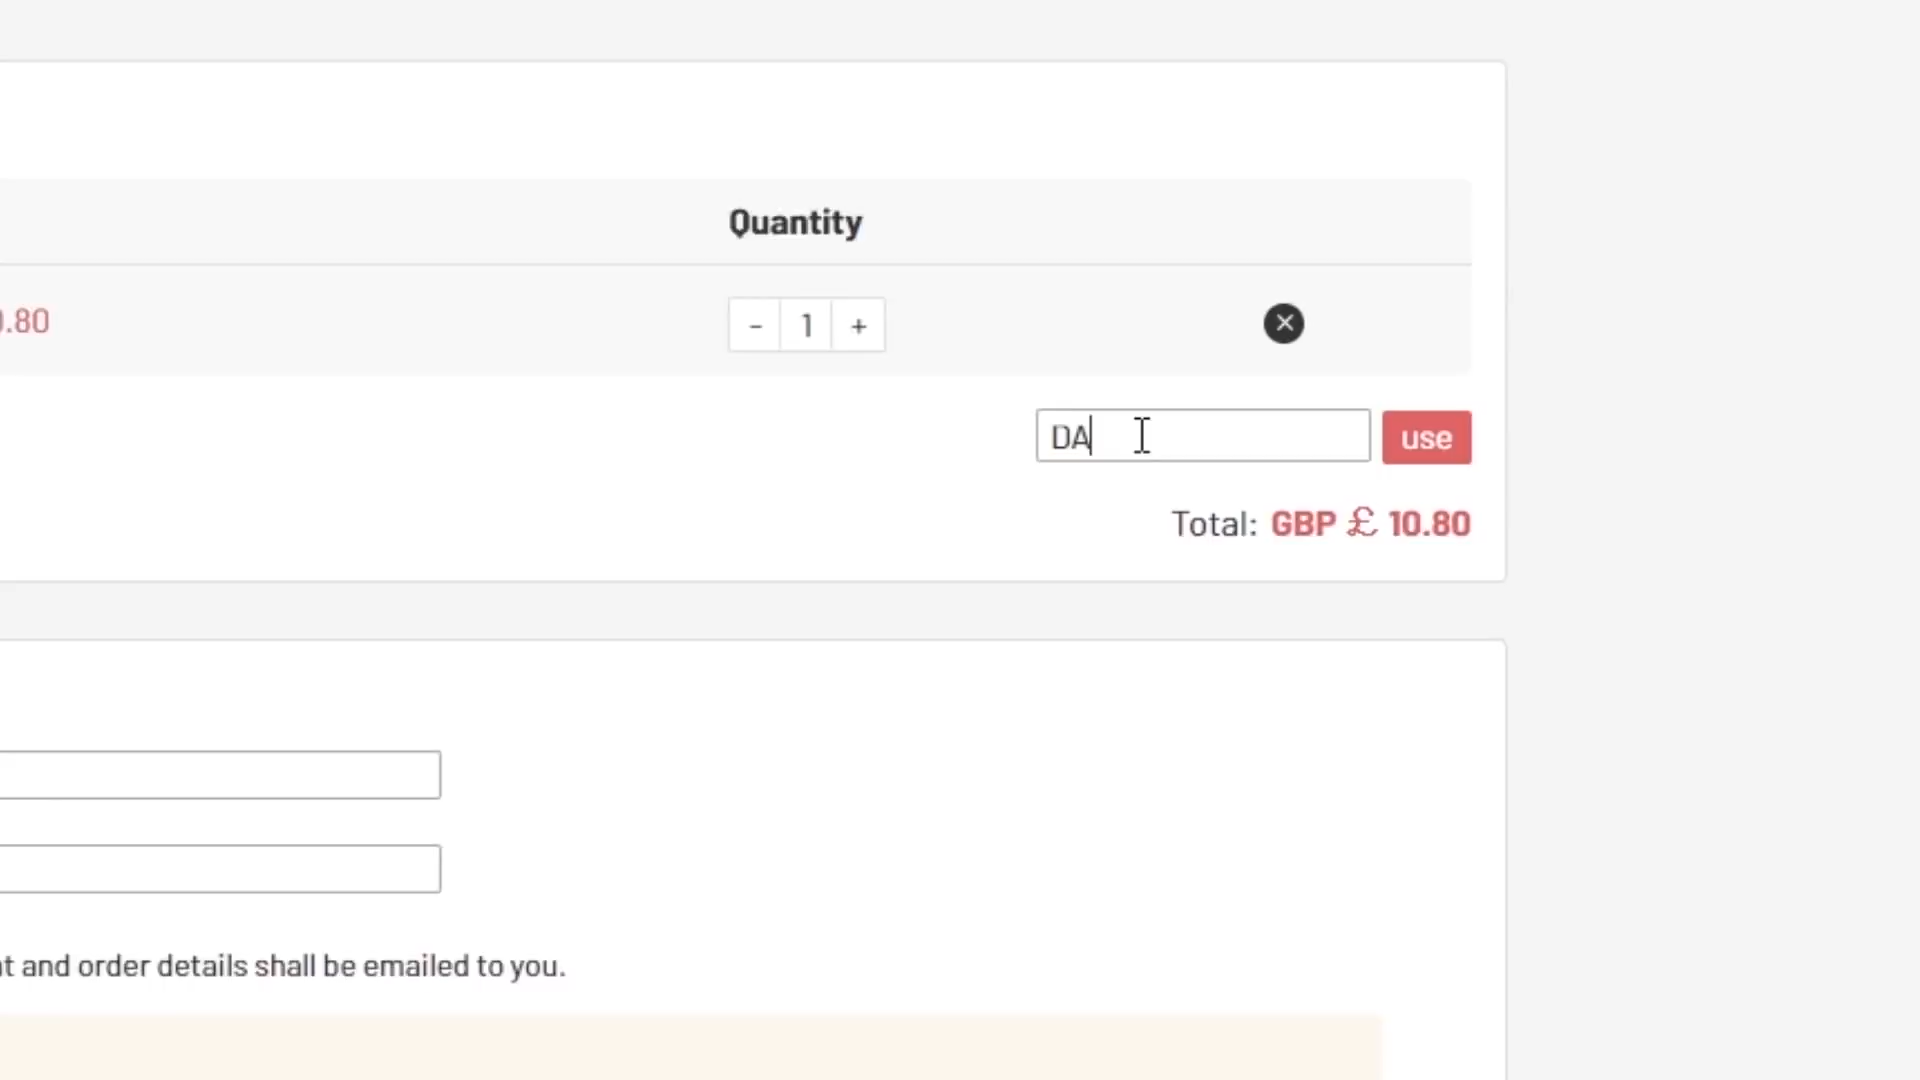 Quantity
.80
- 1 +
DA
use
Total: GBP £ 10.80
and order details shall be emailed to you.